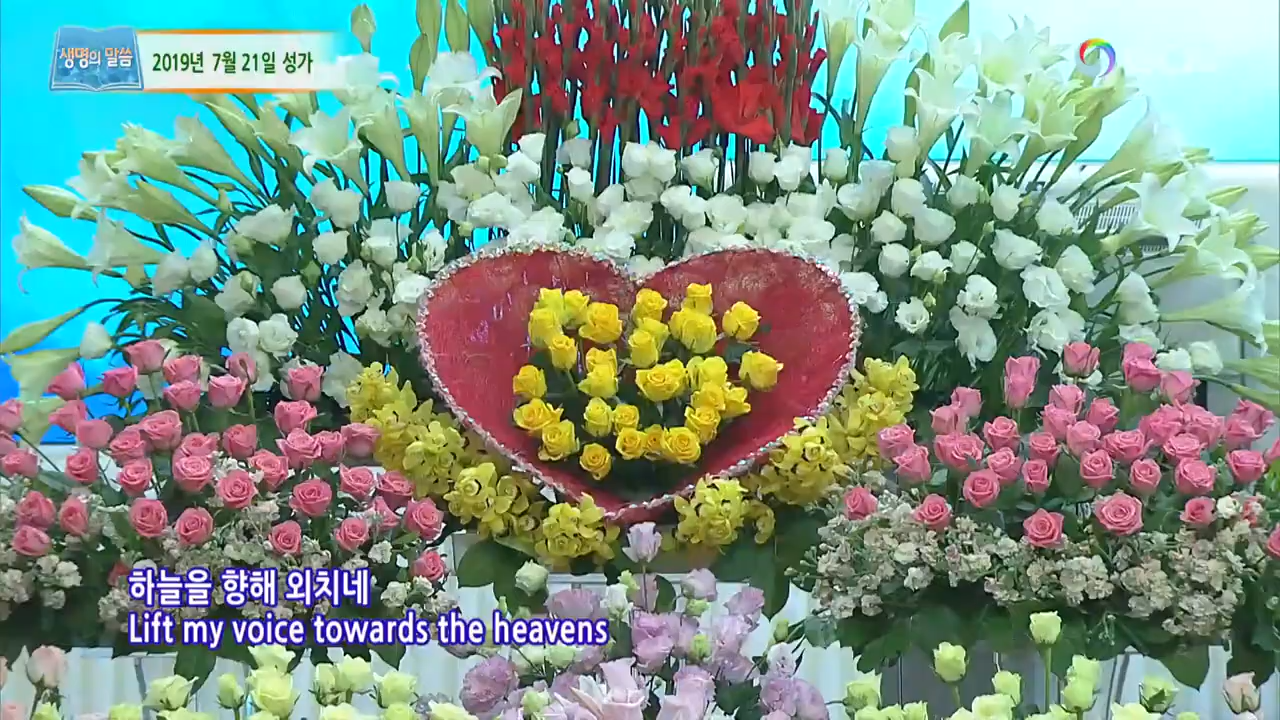 생명의 말씀
2019년 7월 21일 성가
하늘을 향해 외치네
Lift my voice towards the heavens